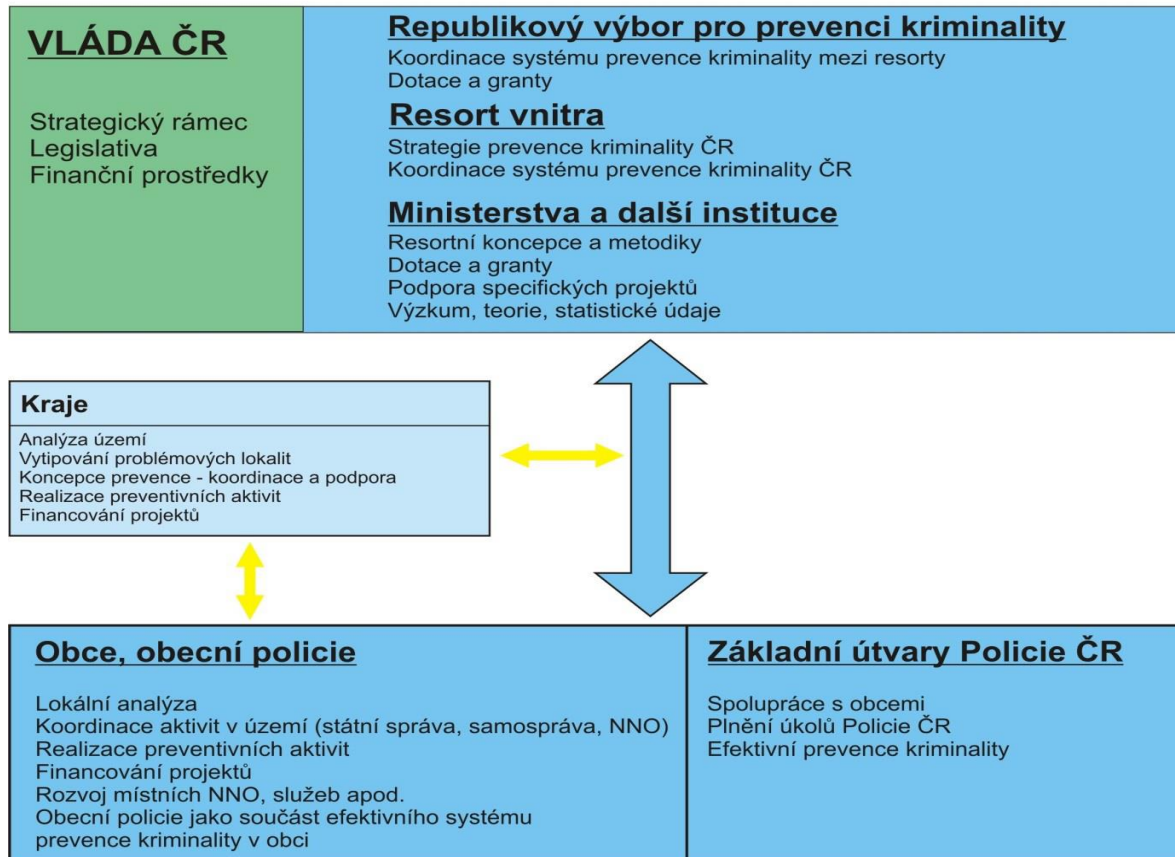 VLÁDA ČR
Strategický rámec
Legislativa
Finanční prostředky
Republikový výbor pro prevenci kriminality
Koordinace systému prevence kriminality mezi resorty
Dotace a granty
Resort vnitra
Strategie prevence kriminality ČR
Koordinace systému prevence kriminality ČR
Ministerstva a další instituce
Resortní koncepce a metodiky
Dotace a granty
Podpora specifických projektů
Výzkum, teorie, statistické údaje
Kraje
Analýza území
Vytipování problémových lokalit
Koncepce prevence - koordinace a podpora
Realizace preventivních aktivit
Financování projektů
Obce, obecní policie
Lokální analýza
Koordinace aktivit v území (státní správa, samospráva, NNO)
Realizace preventivních aktivit
Financování projektů
Rozvoj místních NNO, služeb apod.
Obecní policie jako součást efektivního systému
prevence kriminality v obci
Základní útvary Policie ČR
Spolupráce s obcemi
Plnění úkolů Policie ČR
Efektivní prevence kriminality